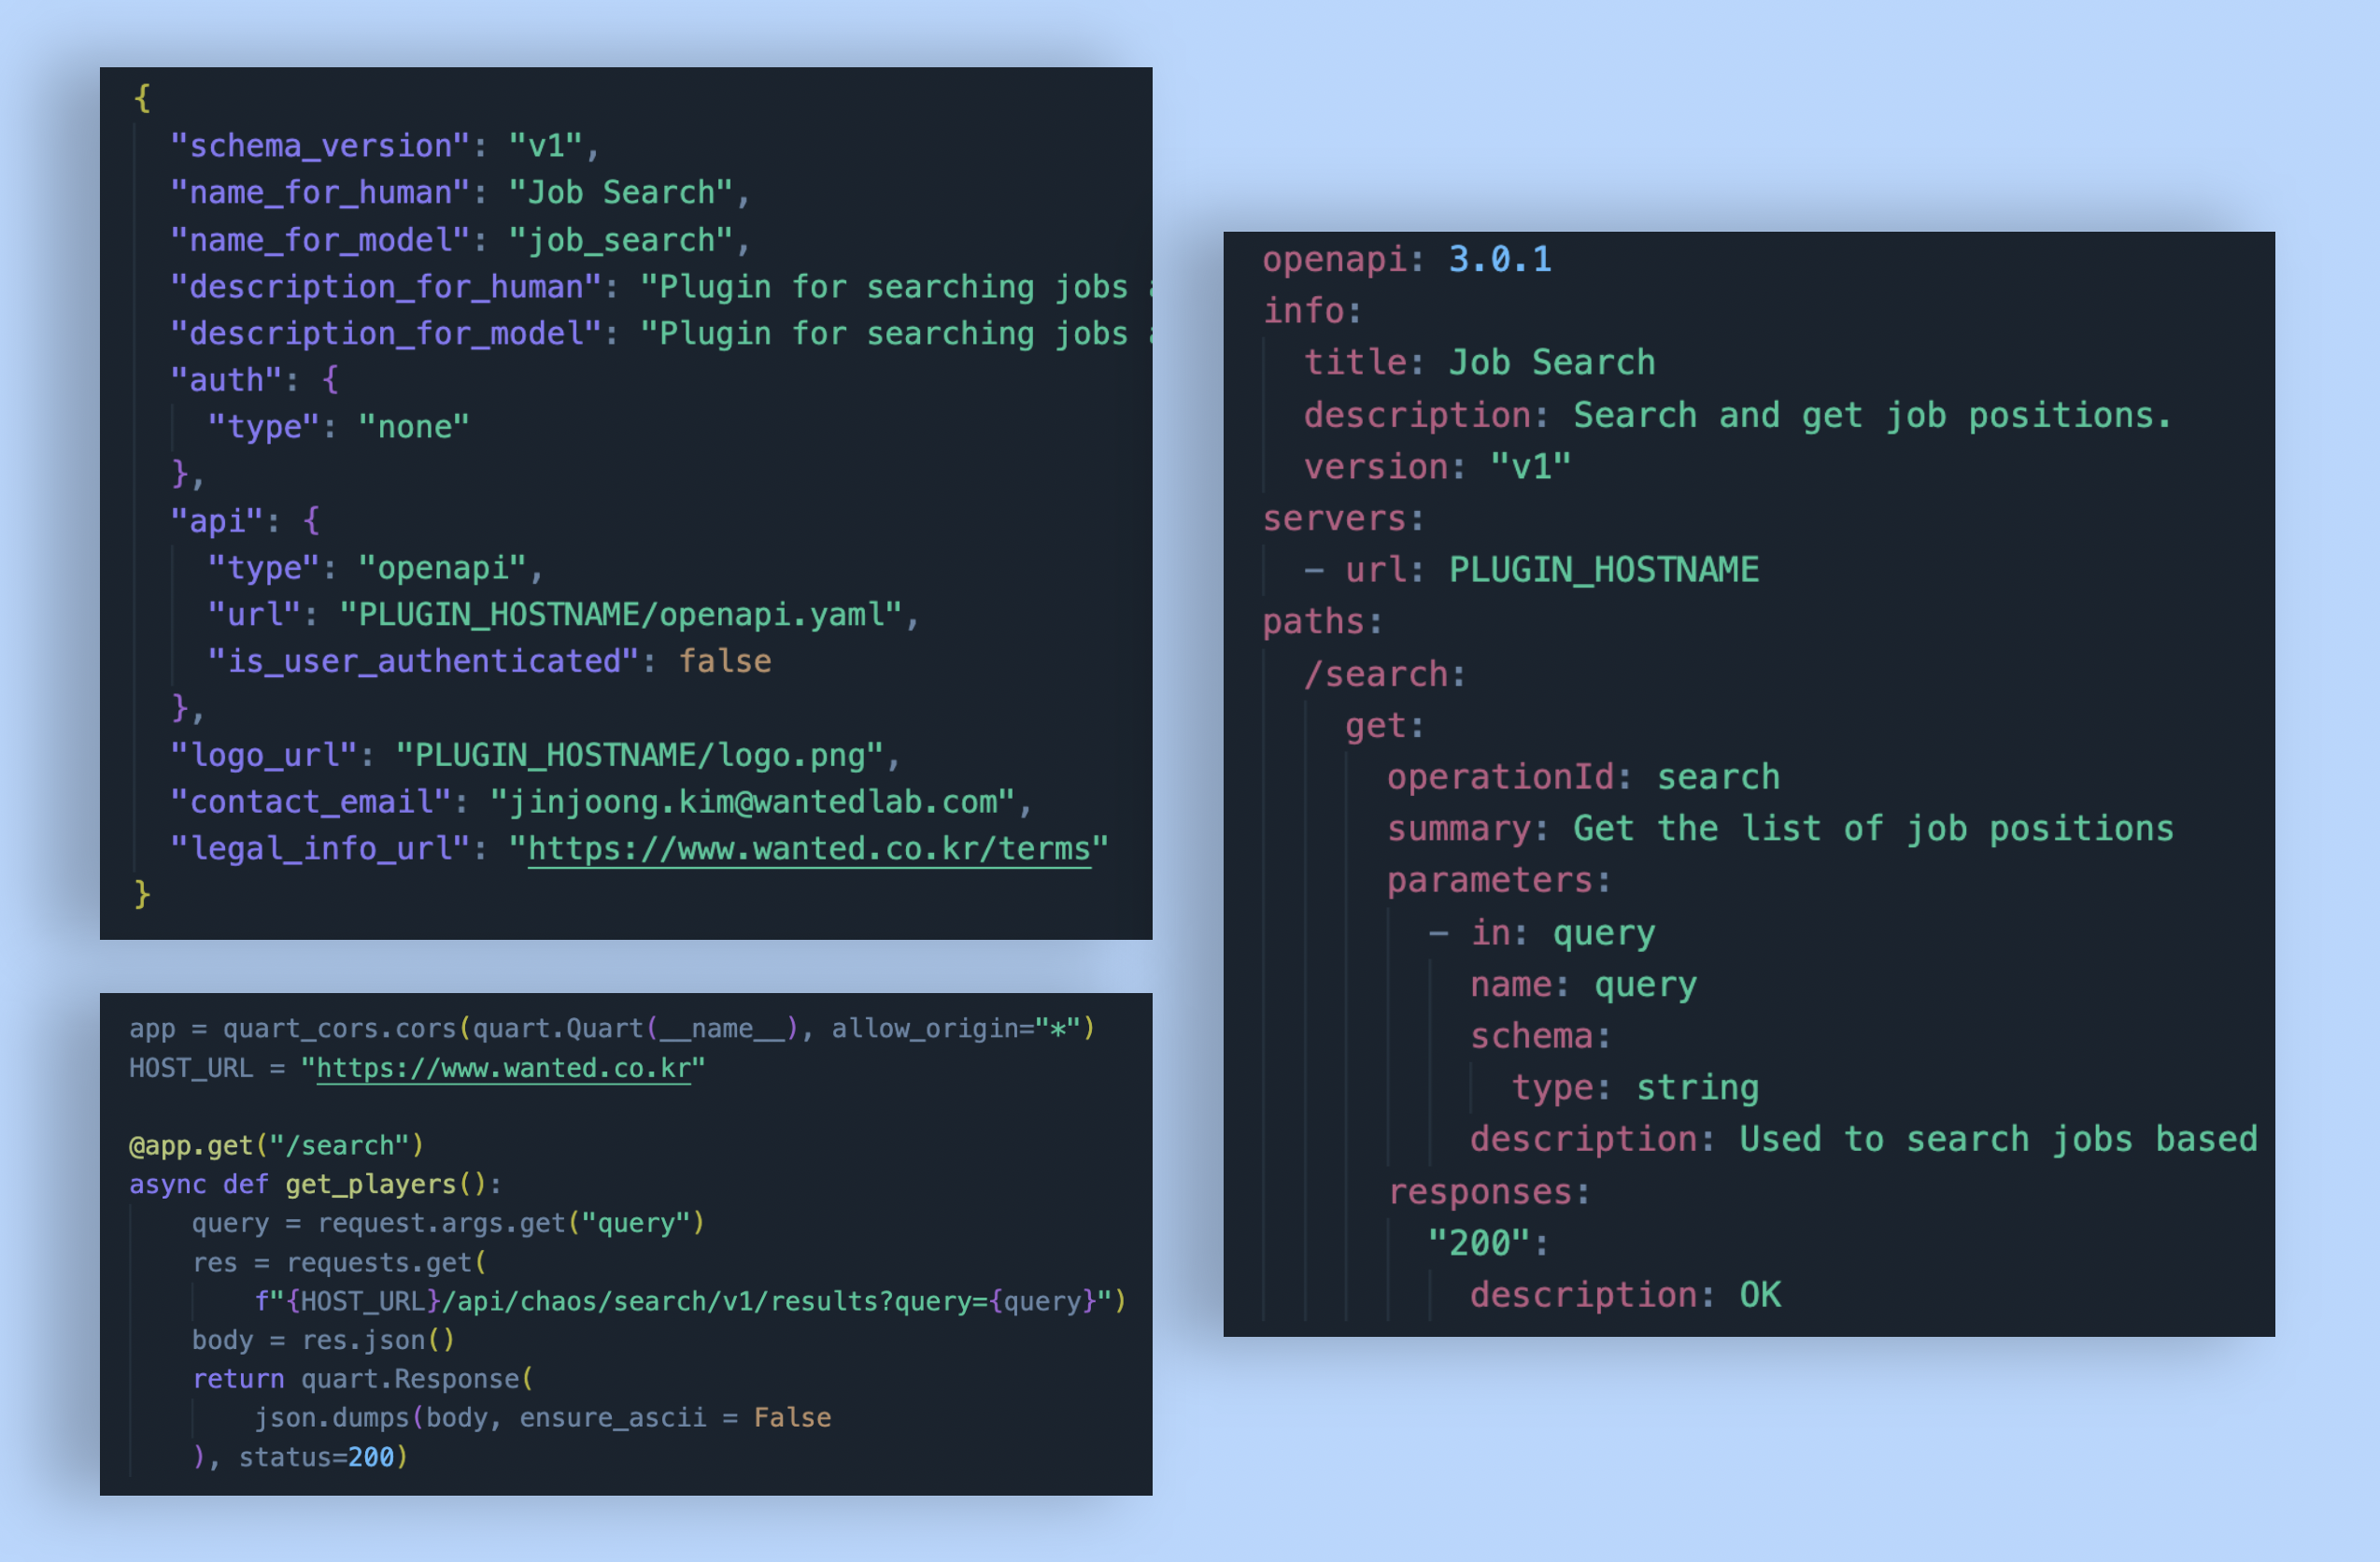 {
  "schema_version": "v1",
  "name_for_human": "Job Search",
  "name_for_model": "job_search",
  "description_for_human": "Plugin for searching jobs
  "description_for_model": "Plugin for searching jobs
  "auth": {
    "type": "none"
  },
  "api": {
    "type": "openapi",
    "url": "PLUGIN_HOSTNAME/openapi.yaml",
    "is_user_authenticated": false
  },
  "logo_url": "PLUGIN_HOSTNAME/logo.png",
  "contact_email": "jinjoong.kim@wantedlab.com",
  "legal_info_url": "https://www.wanted.co.kr/terms"
}
app = quart_cors.cors(quart.Quart(__name__), allow_origin="*")
HOST_URL = "https://www.wanted.co.kr"
@app.get("/search")
async def get_players():
    query = request.args.get("query")
    res = requests.get(
        f"{HOST_URL}/api/chaos/search/v1/results?query={query}")
    body = res.json()
    return quart.Response(
        json.dumps(body, ensure_ascii = False
    ), status=200)
openapi: 3.0.1
info:
  title: Job Search
  description: Search and get job positions.
  version: "v1"
servers:
  - url: PLUGIN_HOSTNAME
paths:
  /search:
    get:
      operationId: search
      summary: Get the list of job positions
      parameters:
        - in: query
          name: query
          schema:
            type: string
          description: Used to search jobs based
      responses:
        "200":
          description: OK